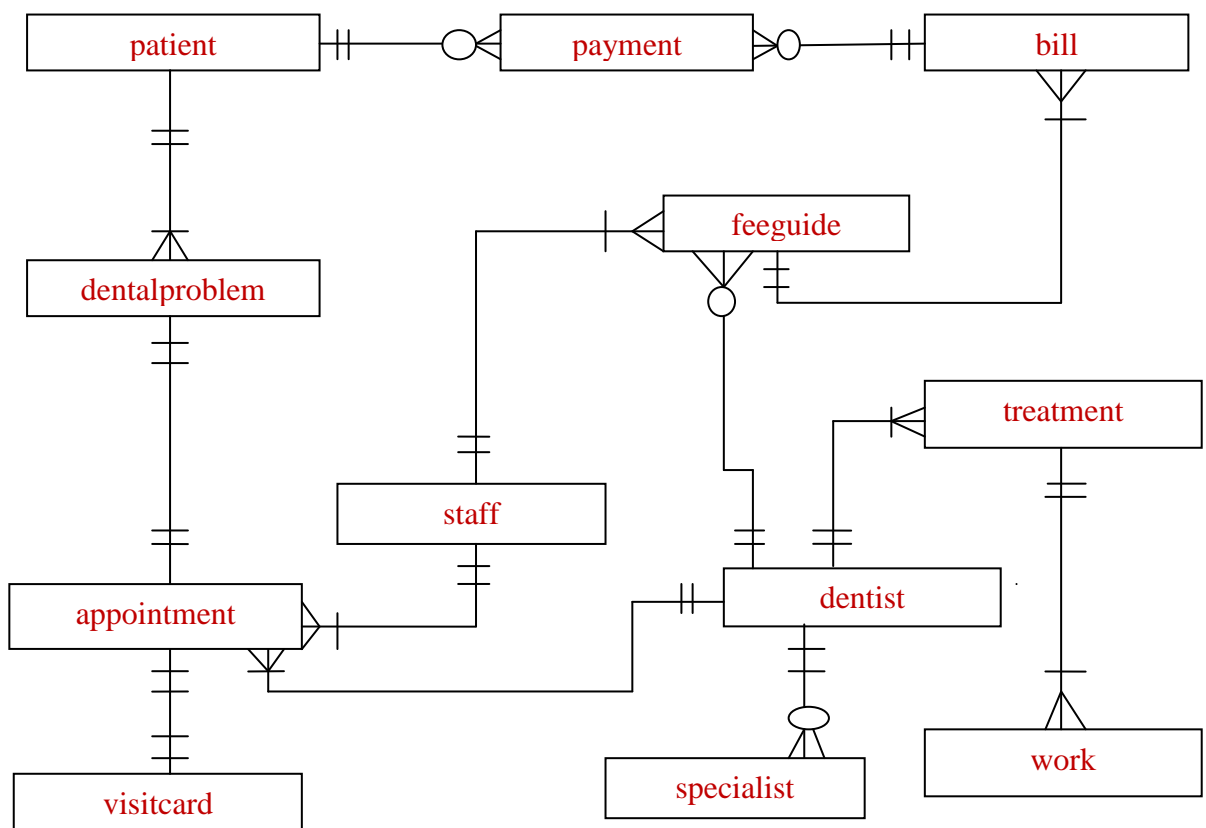 patient
payment
bill
feeguide
dentalproblem
treatment
staff
dentist
appointment
specialist
work
visitcard